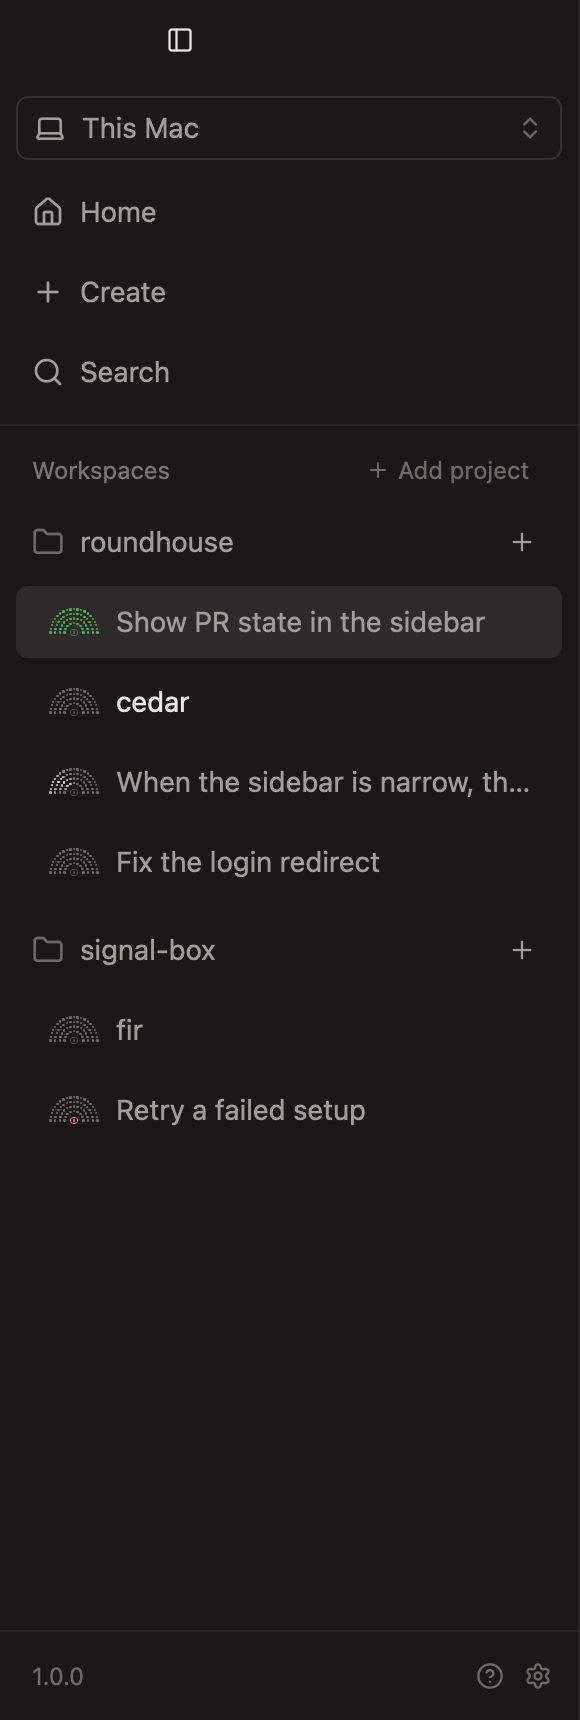 This Mac
Home
Create
Search
Workspaces
+ Add project
roundhouse
Show PR state in the sidebar
cedar
When the sidebar is narrow, th...
Fix the login redirect
signal-box
fir
Retry a failed setup
1.0.0